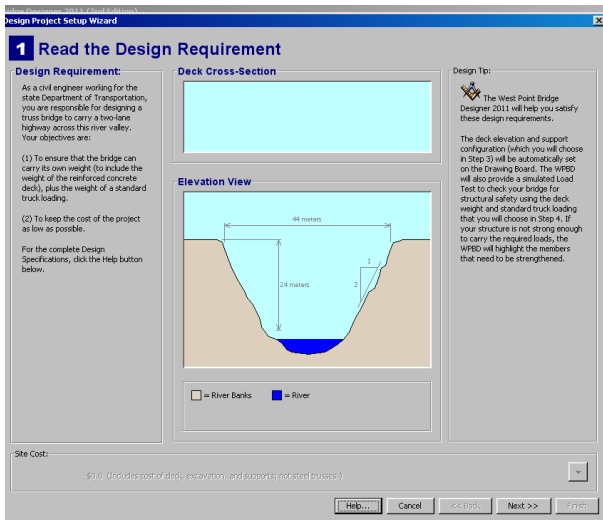 Bridge Designer 2011 (2nd Edition)
Design Project Setup Wizard
1 Read the Design Requirement
Design Requirement:
As a civil engineer working for the
state Department of Transportation,
you are responsible for designing a
truss bridge to carry a two-lane
highway across this river valley.
Your objectives are:
(1) To ensure that the bridge can
carry its own weight (to include the
weight of the reinforced concrete
deck), plus the weight of a standard
truck loading.
(2) To keep the cost of the project
as low as possible.
For the complete Design
Specifications, click the Help button
below.
Deck Cross-Section
Elevation View
44 meters
24 meters
1
2
= River Banks
= River
Design Tip:
The West Point Bridge
Designer 2011 will help you satisfy
these design requirements.
The deck elevation and support
configuration (which you will choose
in Step 3) will be automatically set
on the Drawing Board. The WPBD
will also provide a simulated Load
Test to check your bridge for
structural safety using the deck
weight and standard truck loading
that you will choose in Step 4. If
your structure is not strong enough
to carry the required loads, the
WPBD will highlight the members
that need to be strengthened.
Site Cost:
$0.0 (Includes cost of deck, excavation, and supports; not steel trusses.)
Help...
Cancel
<< Back
Next >>
Finish